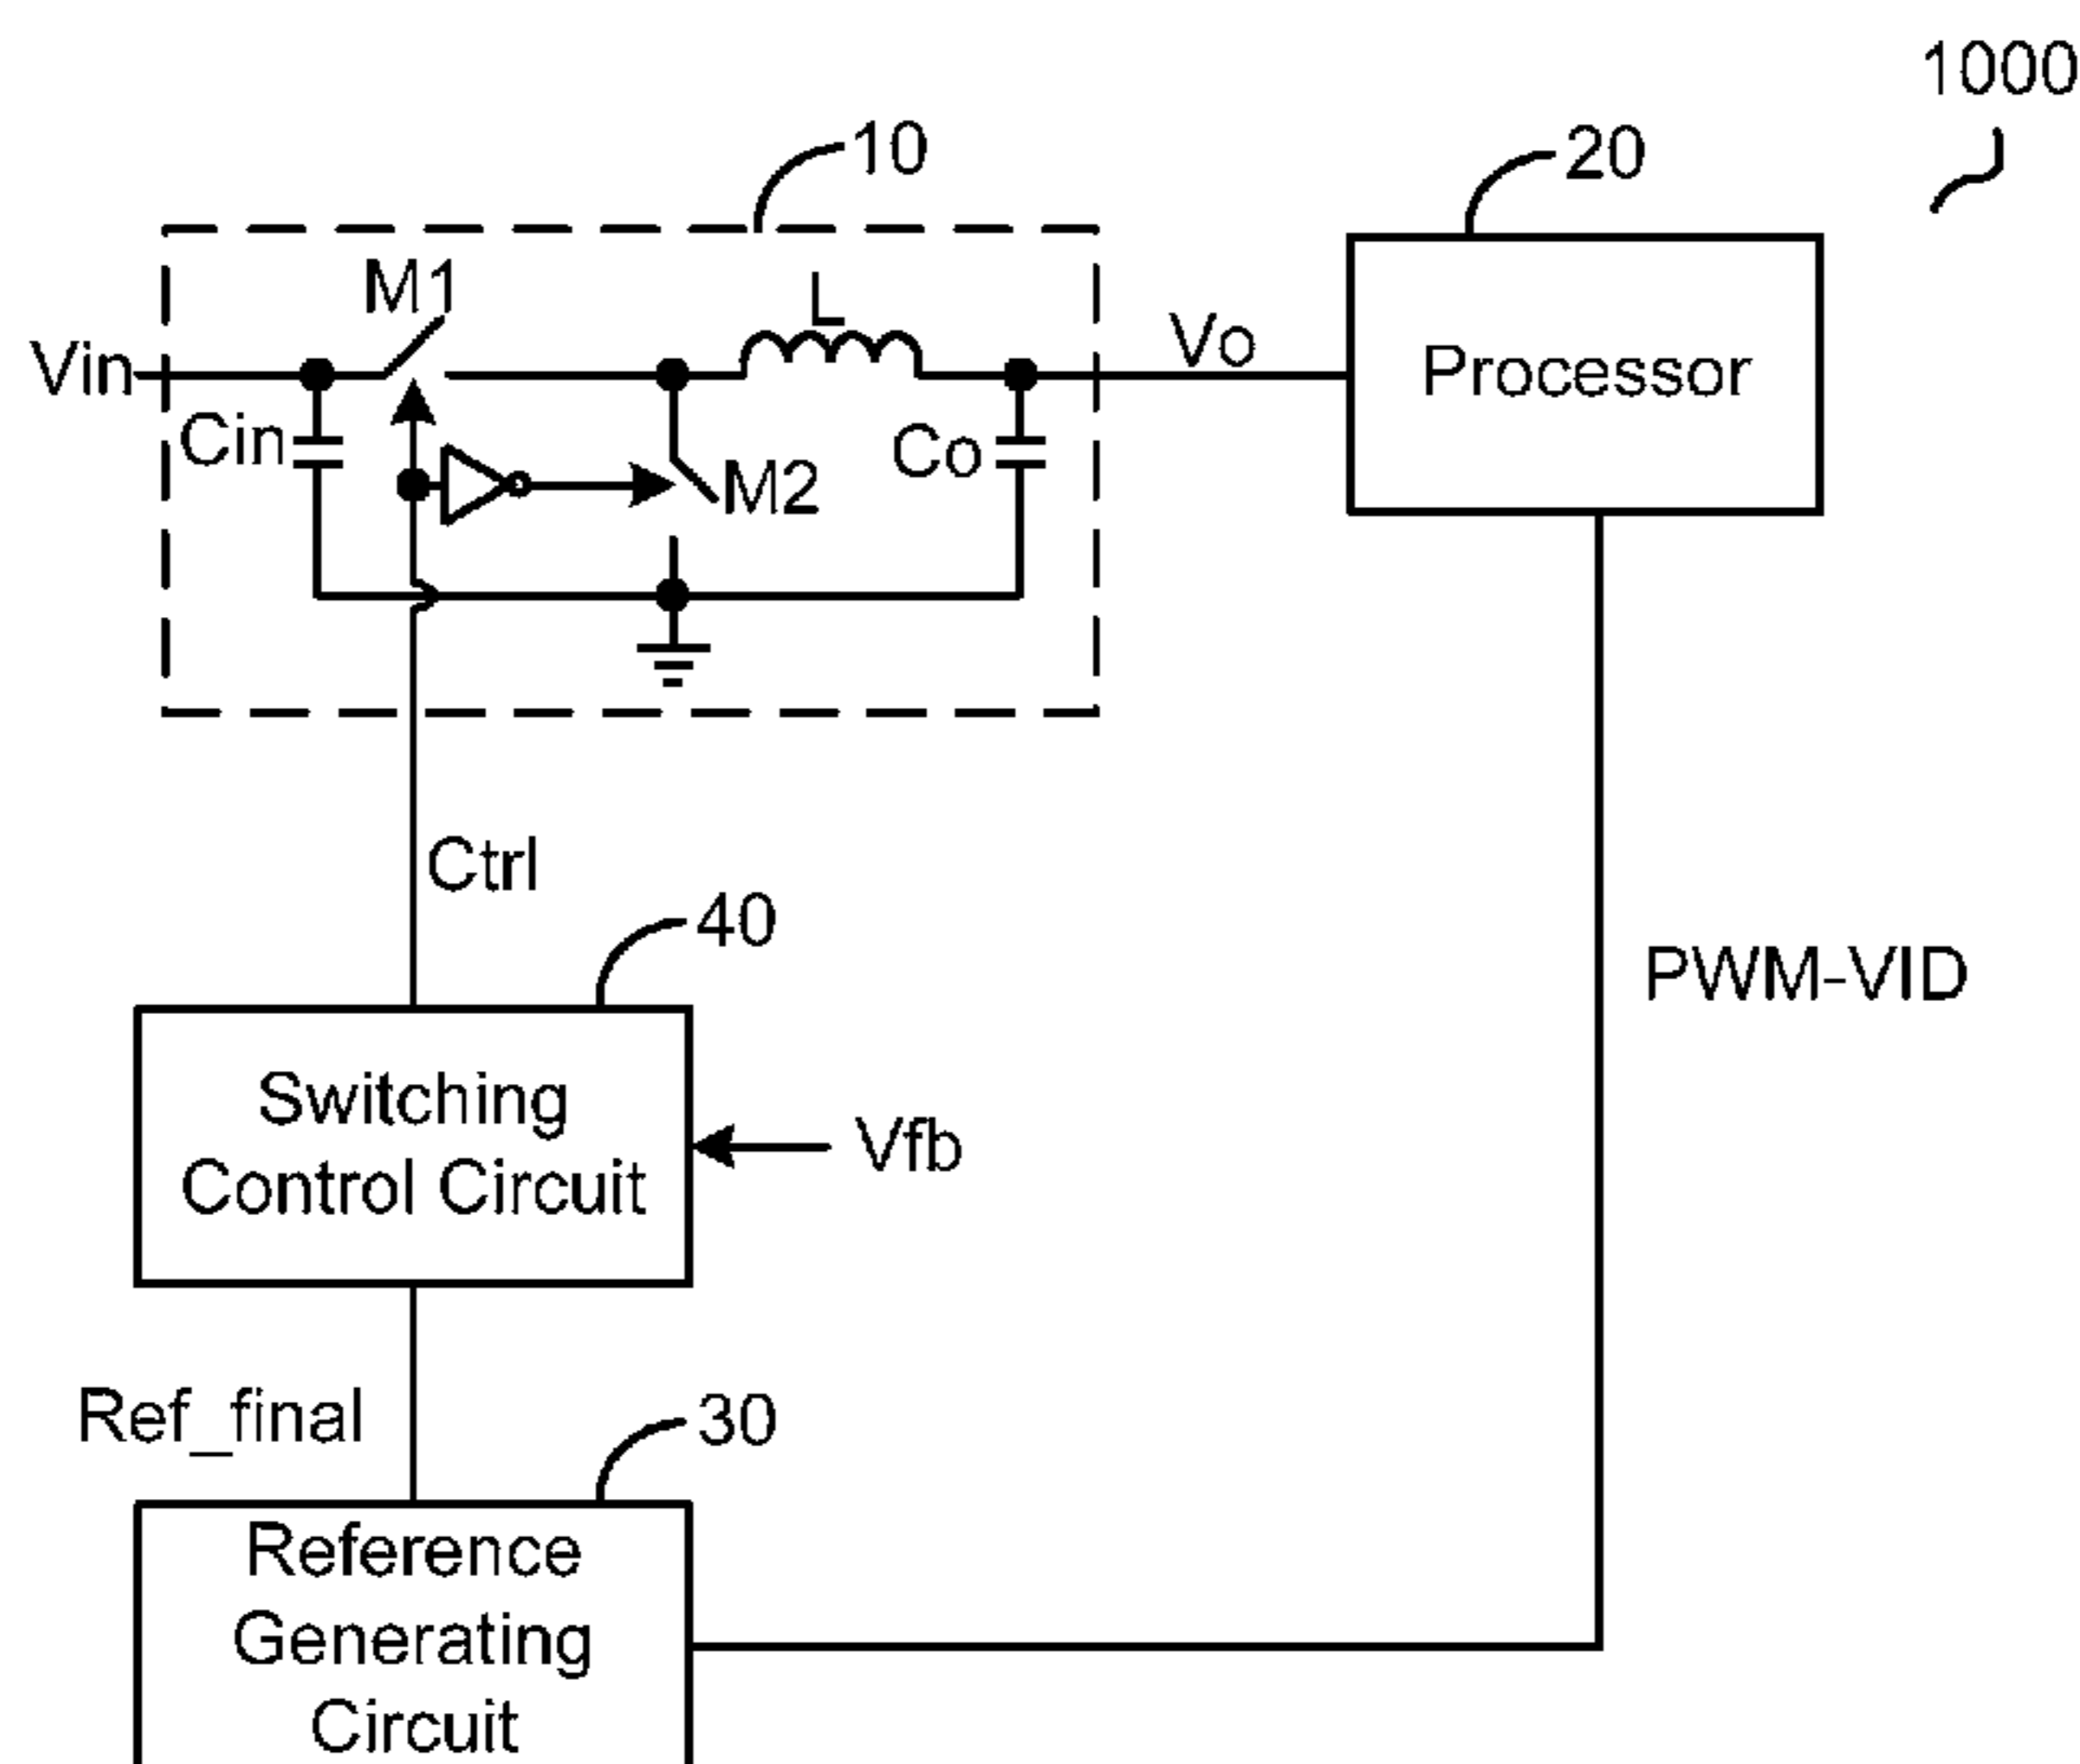 1000
10
20
M1
L
Vin
Vo
Processor
Cin
Co
M2
Ctrl
40
PWM-VID
Switching
Control Circuit
Vfb
Ref_final
30
Reference
Generating
Circuit